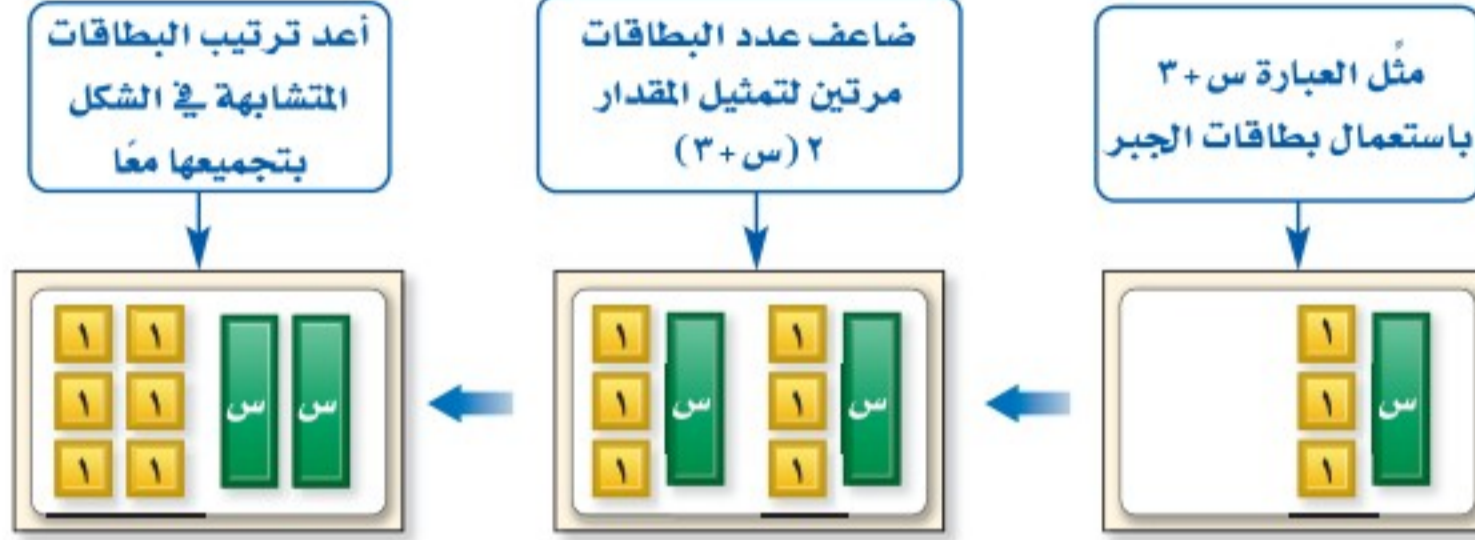 مثِّل العبارة س + ٣
باستعمال بطاقات الجبر
ضاعف عدد البطاقات
مرتين لتمثيل المقدار
٢ (س + ٣)
أعد ترتيب البطاقات
المتشابهة في الشكل
بتجميعها معًا
س
١
١
١
س
١
١
١
س
١
١
١
س س
١ ١
١ ١
١ ١